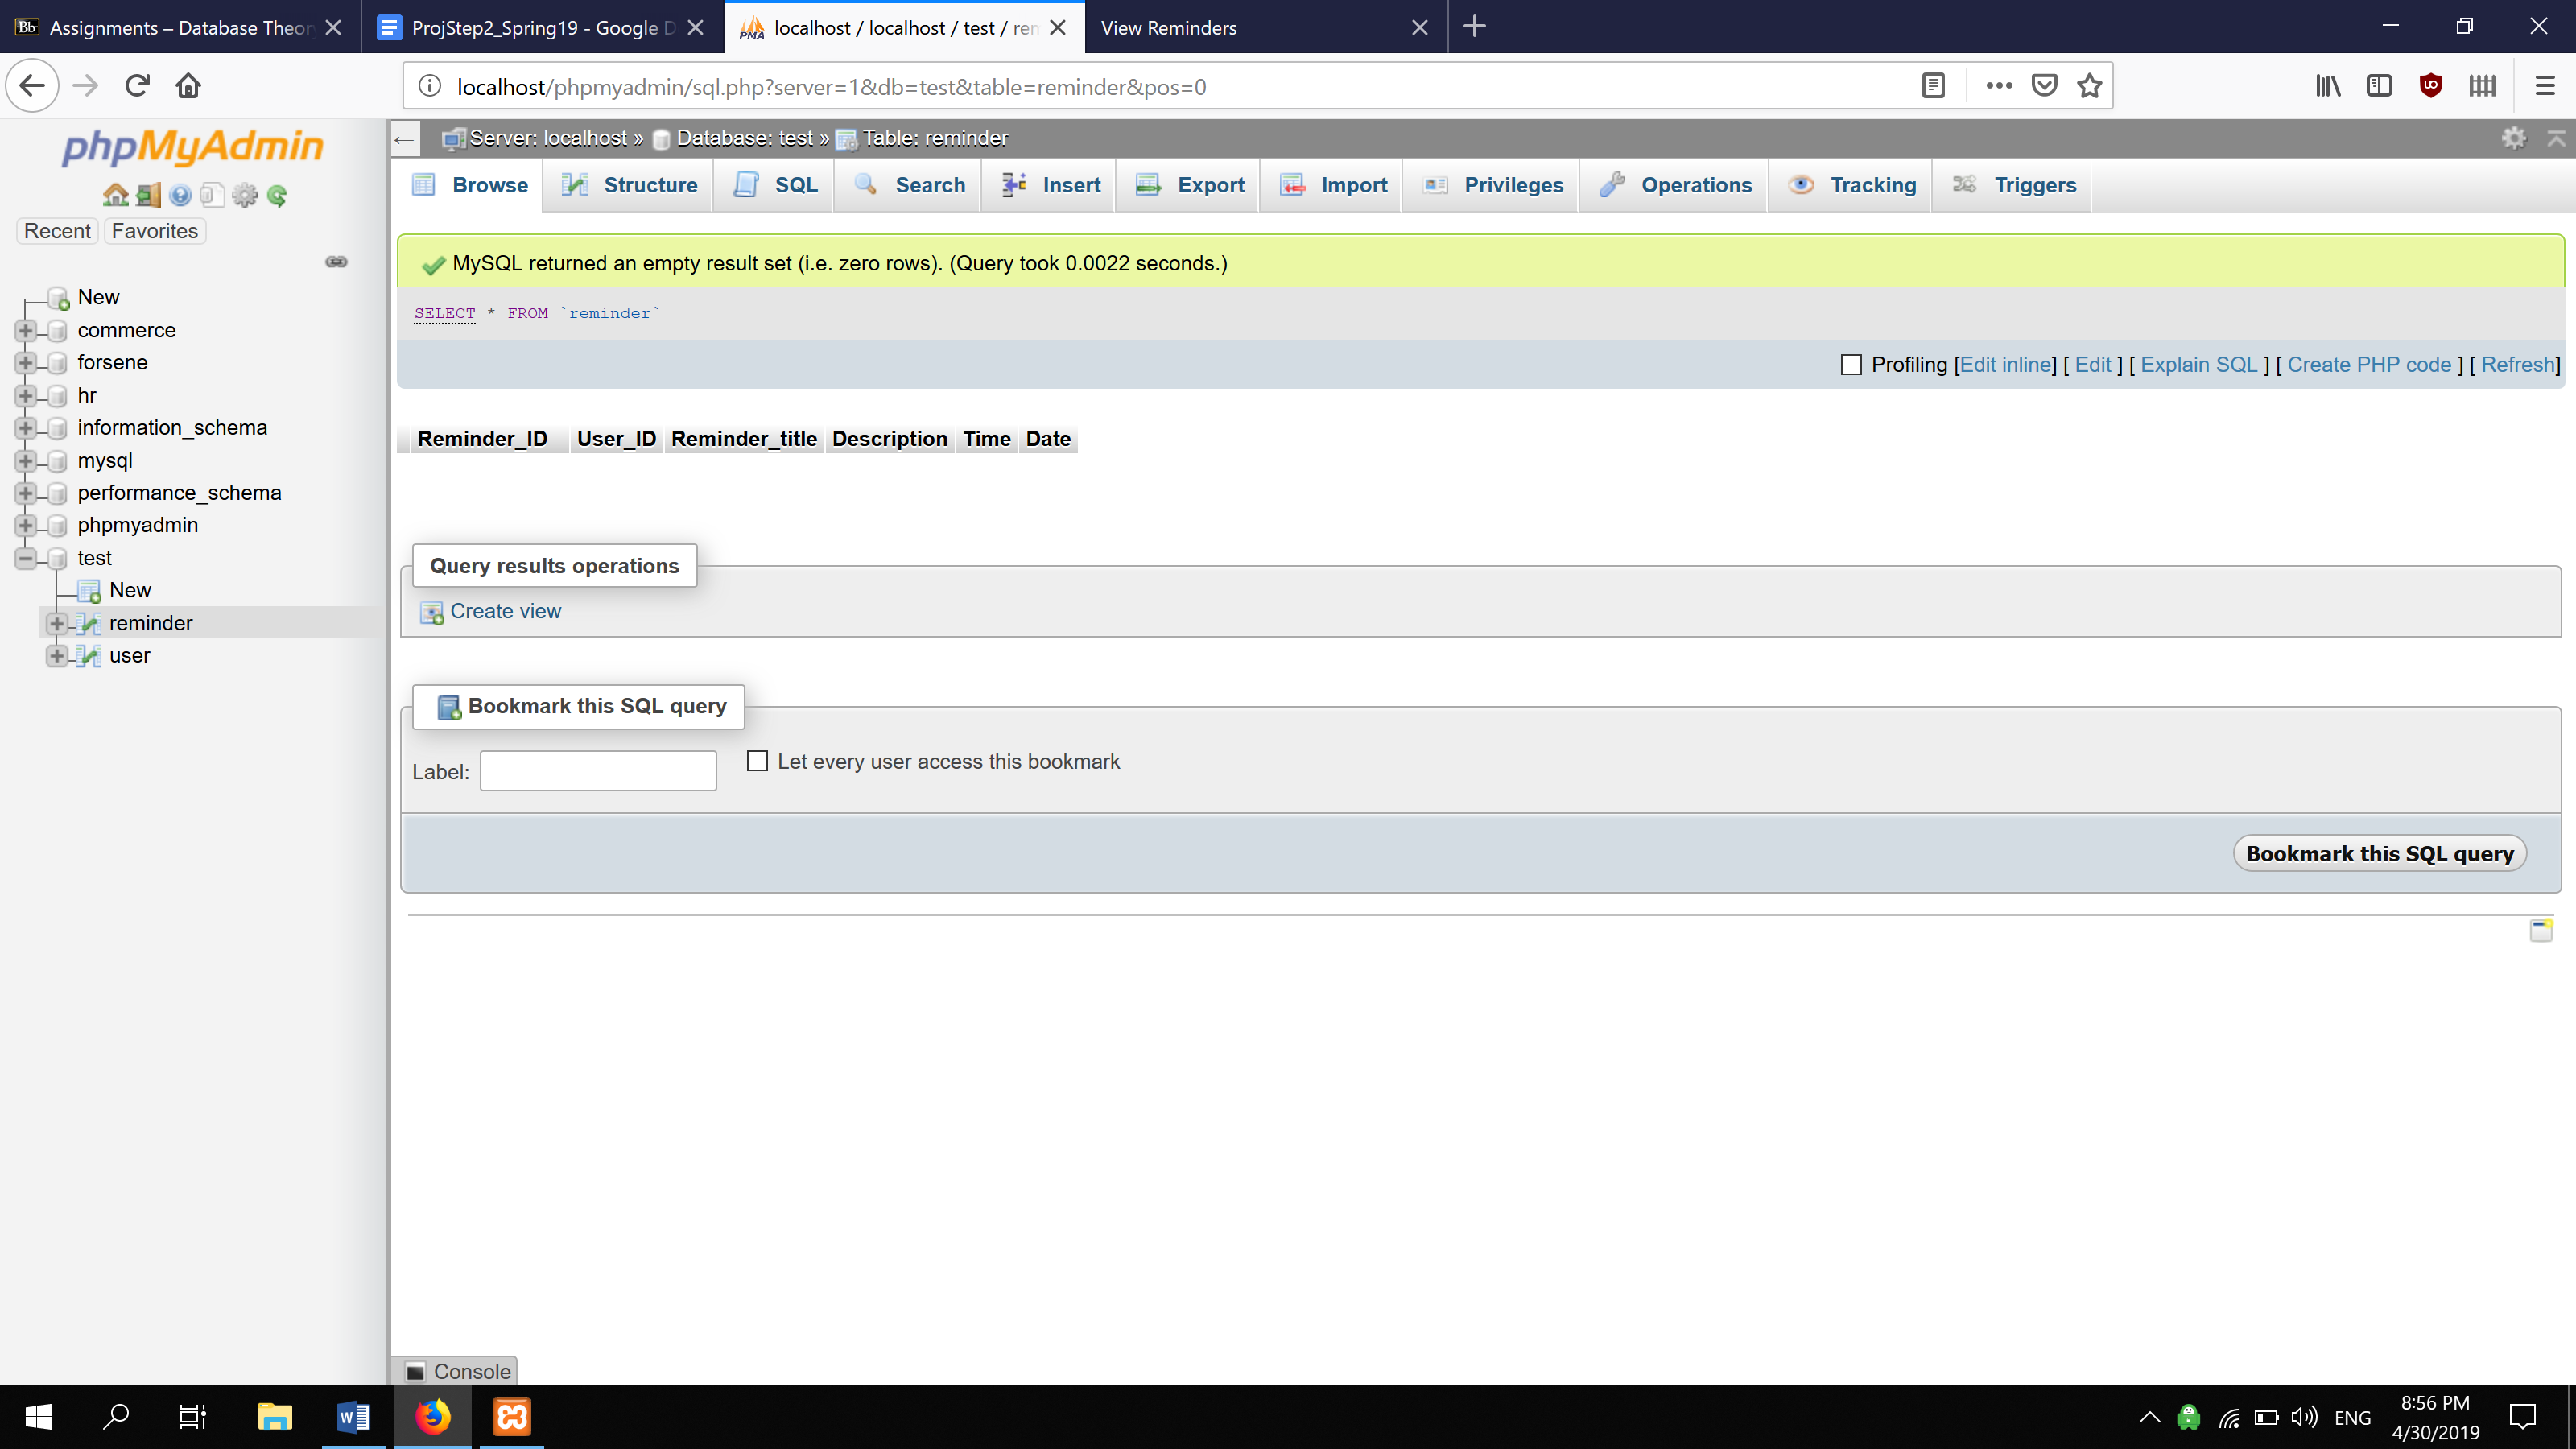 Assignments – Database Theor
ProjStep2_Spring19 - Google D
localhost / localhost / test / ren
View Reminders
localhost/phpmyadmin/sql.php?server=1&db=test&table=reminder&pos=0
phpMyAdmin
Recent
Favorites
New
commerce
forsene
hr
information_schema
mysql
performance_schema
phpmyadmin
test
New
reminder
user
Server: localhost » Database: test » Table: reminder
Browse Structure SQL Search Insert Export Import Privileges Operations Tracking Triggers
MySQL returned an empty result set (i.e. zero rows). (Query took 0.0022 seconds.)
SELECT * FROM `reminder`
Profiling [Edit inline] [ Edit ] [ Explain SQL ] [ Create PHP code ] [ Refresh]
Reminder_ID User_ID Reminder_title Description Time Date
Query results operations
Create view
Bookmark this SQL query
Label:
Let every user access this bookmark
Bookmark this SQL query
Console
ENG
8:56 PM
4/30/2019